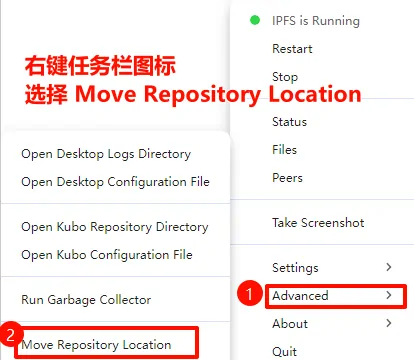 IPFS is Running
Restart
Stop
右键任务栏图标
选择 Move Repository Location
Status
Files
Peers
Take Screenshot
Settings
1
Advanced
About
Quit
Open Desktop Logs Directory
Open Desktop Configuration File
Open Kubo Repository Directory
Open Kubo Configuration File
Run Garbage Collector
2
Move Repository Location